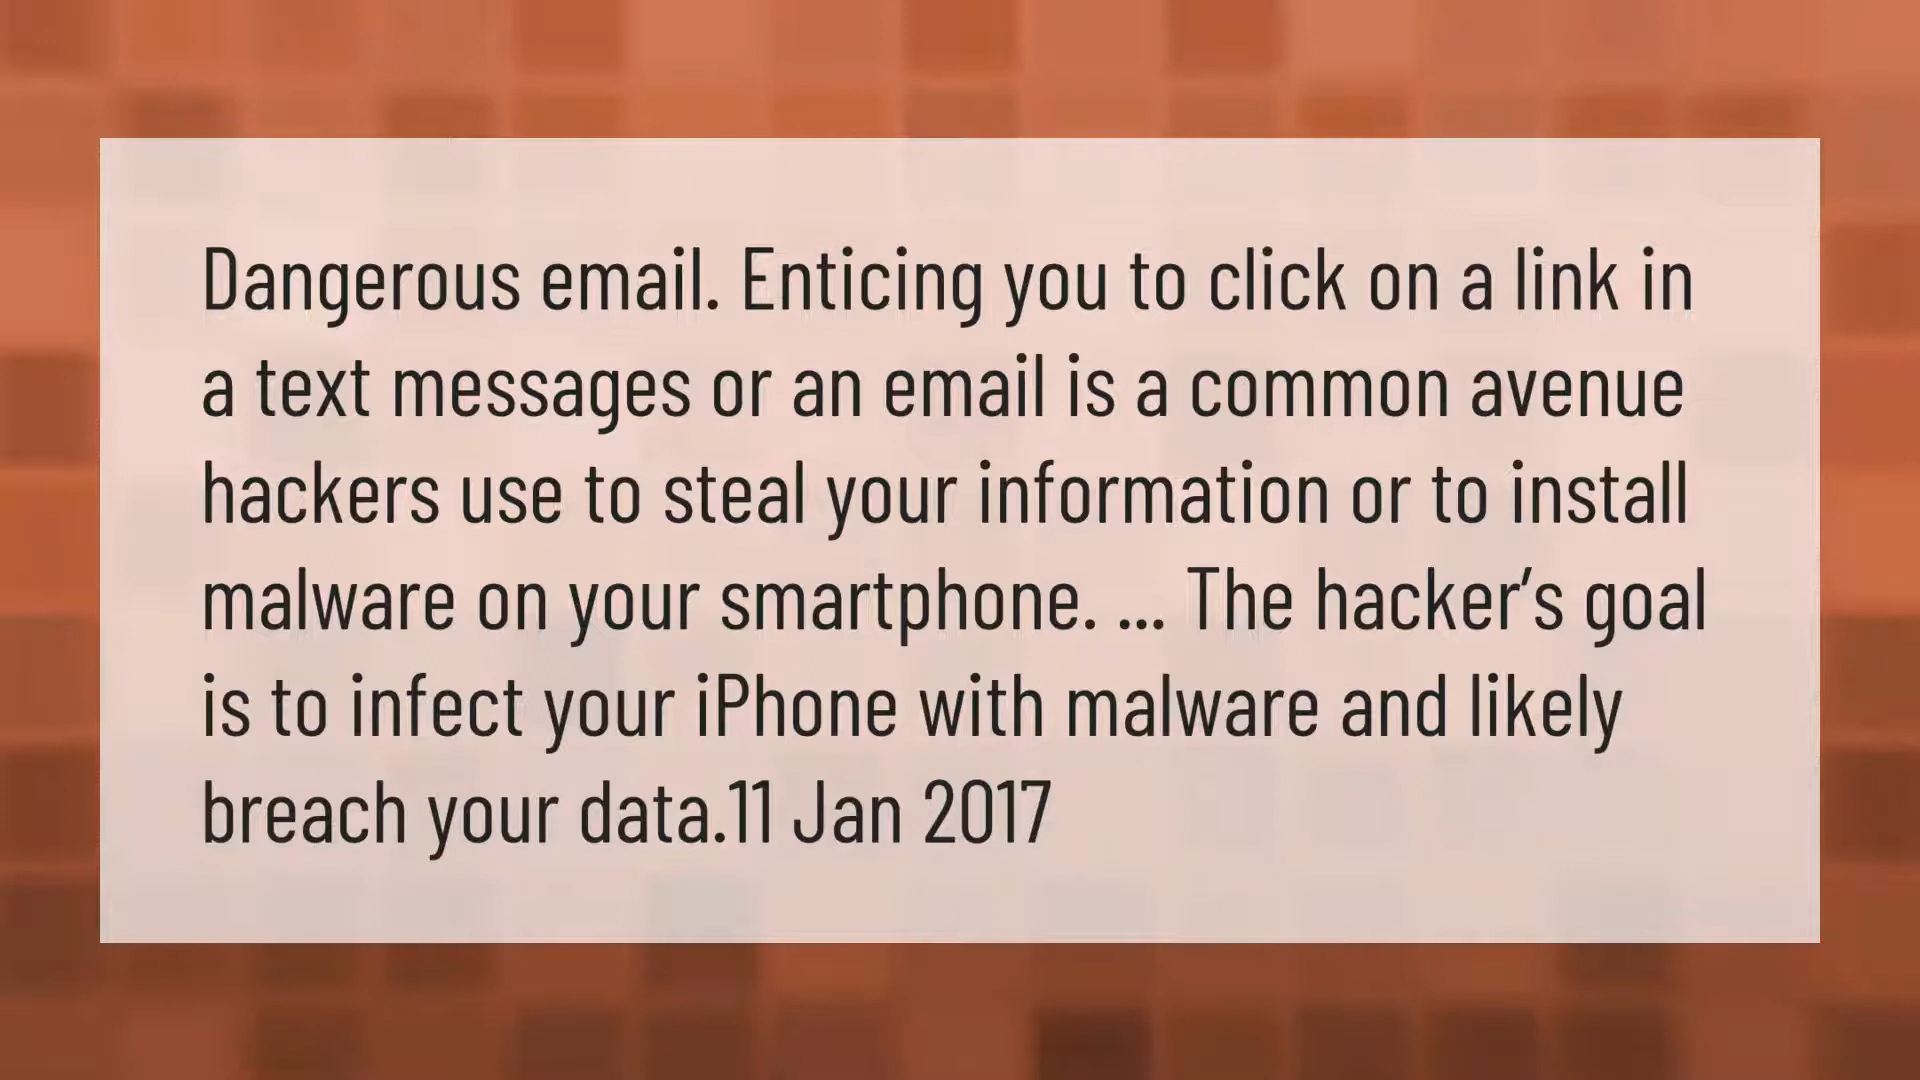 Dangerous email. Enticing you to click on a link in
a text messages or an email is a common avenue
hackers use to steal your information or to install
malware on your smartphone. ... The hacker’s goal
is to infect your iPhone with malware and likely
breach your data.11 Jan 2017